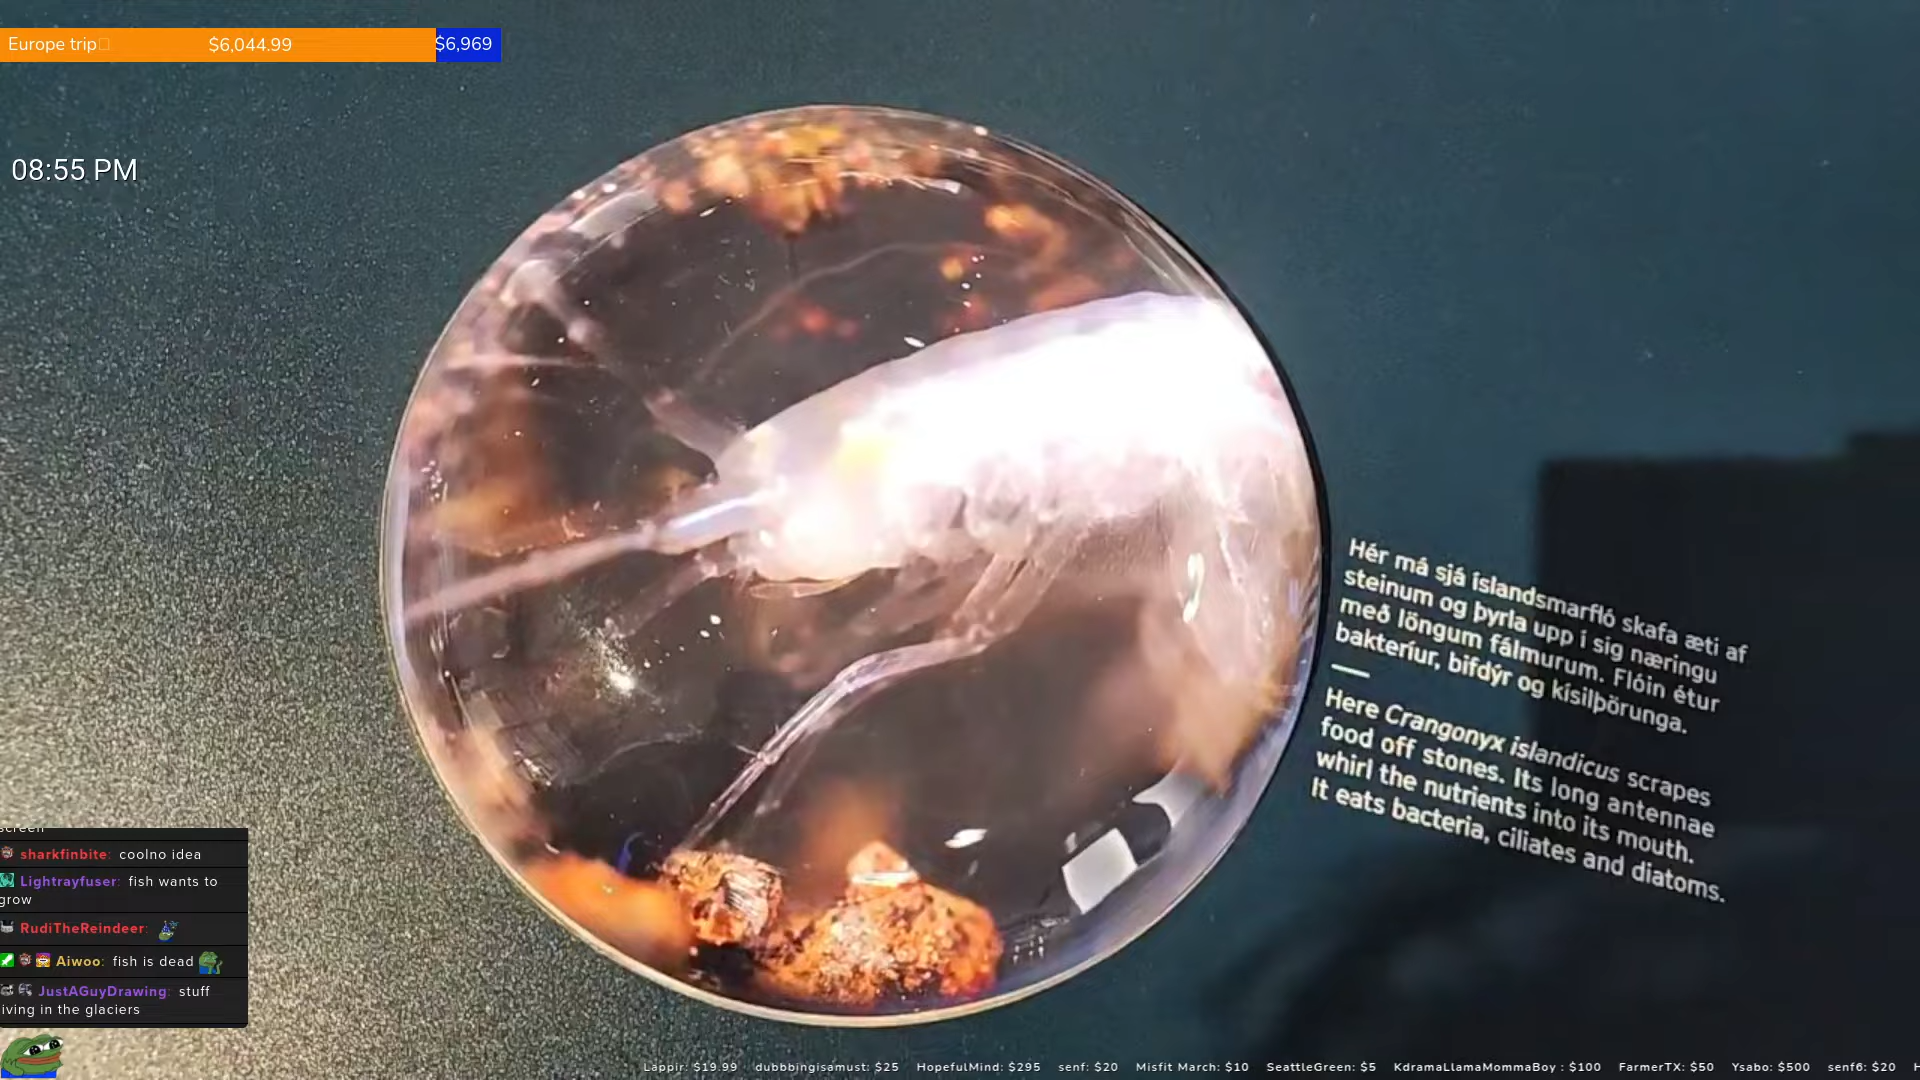 Europe trip $6,044.99 $6,969
08:55 PM
Hér má sjá íslandsmarfló skafa æti af
steinum og þyrla upp í sig næringu
með löngum fálmurum. Flóin étur
bakteríur, bifdýr og kísilþörunga.
Here Crangonyx islandicus scrapes
food off stones. Its long antennae
whirl the nutrients into its mouth.
It eats bacteria, ciliates and diatoms.
screen
sharkfinbite: coolno idea
Lightrayfuser: fish wants to
grow
RudiTheReindeer:
Aiwoo: fish is dead
JustAGuyDrawing: stuff
iving in the glaciers
Lappir: $19.99 dubbbingisamust: $25 HopefulMind: $295 senf: $20 Misfit March: $10 SeattleGreen: $5 KdramaLlamaMommaBoy : $100 FarmerTX: $50 Ysabo: $500 senf6: $20 H